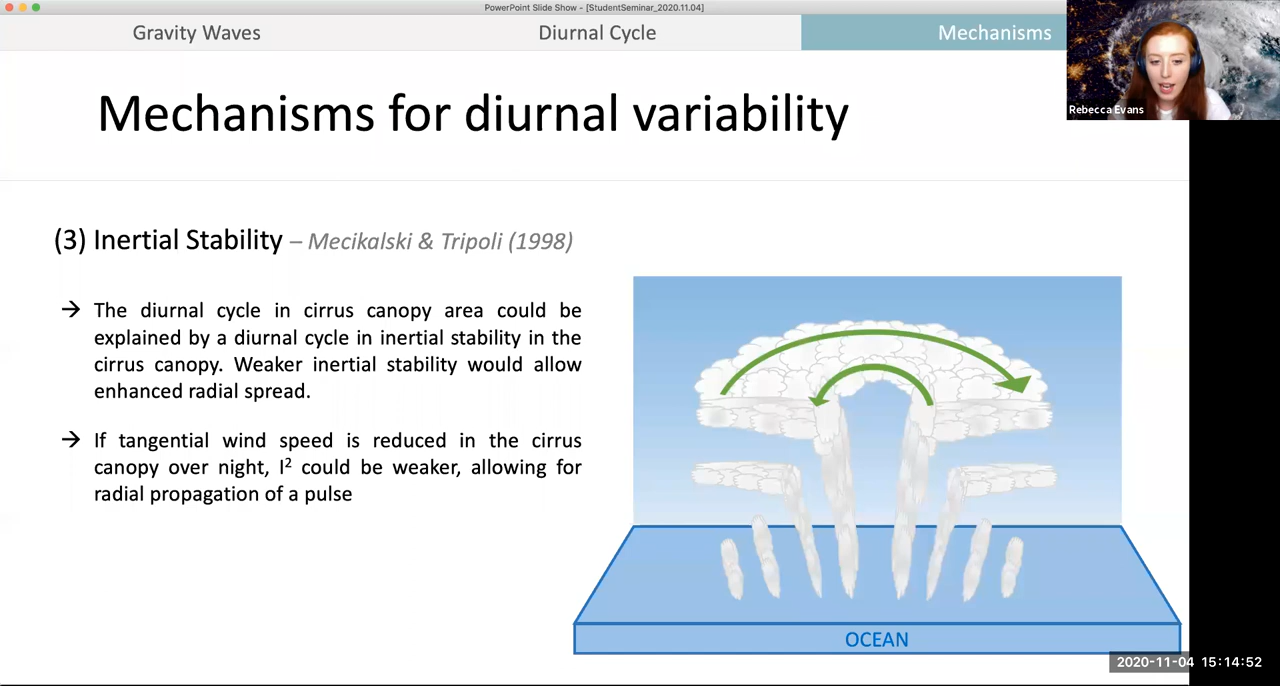 PowerPoint Slide Show - [StudentSeminar_2020.11.04]
Gravity Waves
Diurnal Cycle
Mechanisms
Rebecca Evans
Mechanisms for diurnal variability
(3) Inertial Stability – Mecikalski & Tripoli (1998)
→ The diurnal cycle in cirrus canopy area could be
explained by a diurnal cycle in inertial stability in the
cirrus canopy. Weaker inertial stability would allow
enhanced radial spread.
→ If tangential wind speed is reduced in the cirrus
canopy over night, I² could be weaker, allowing for
radial propagation of a pulse
OCEAN
2020-11-04 15:14:52